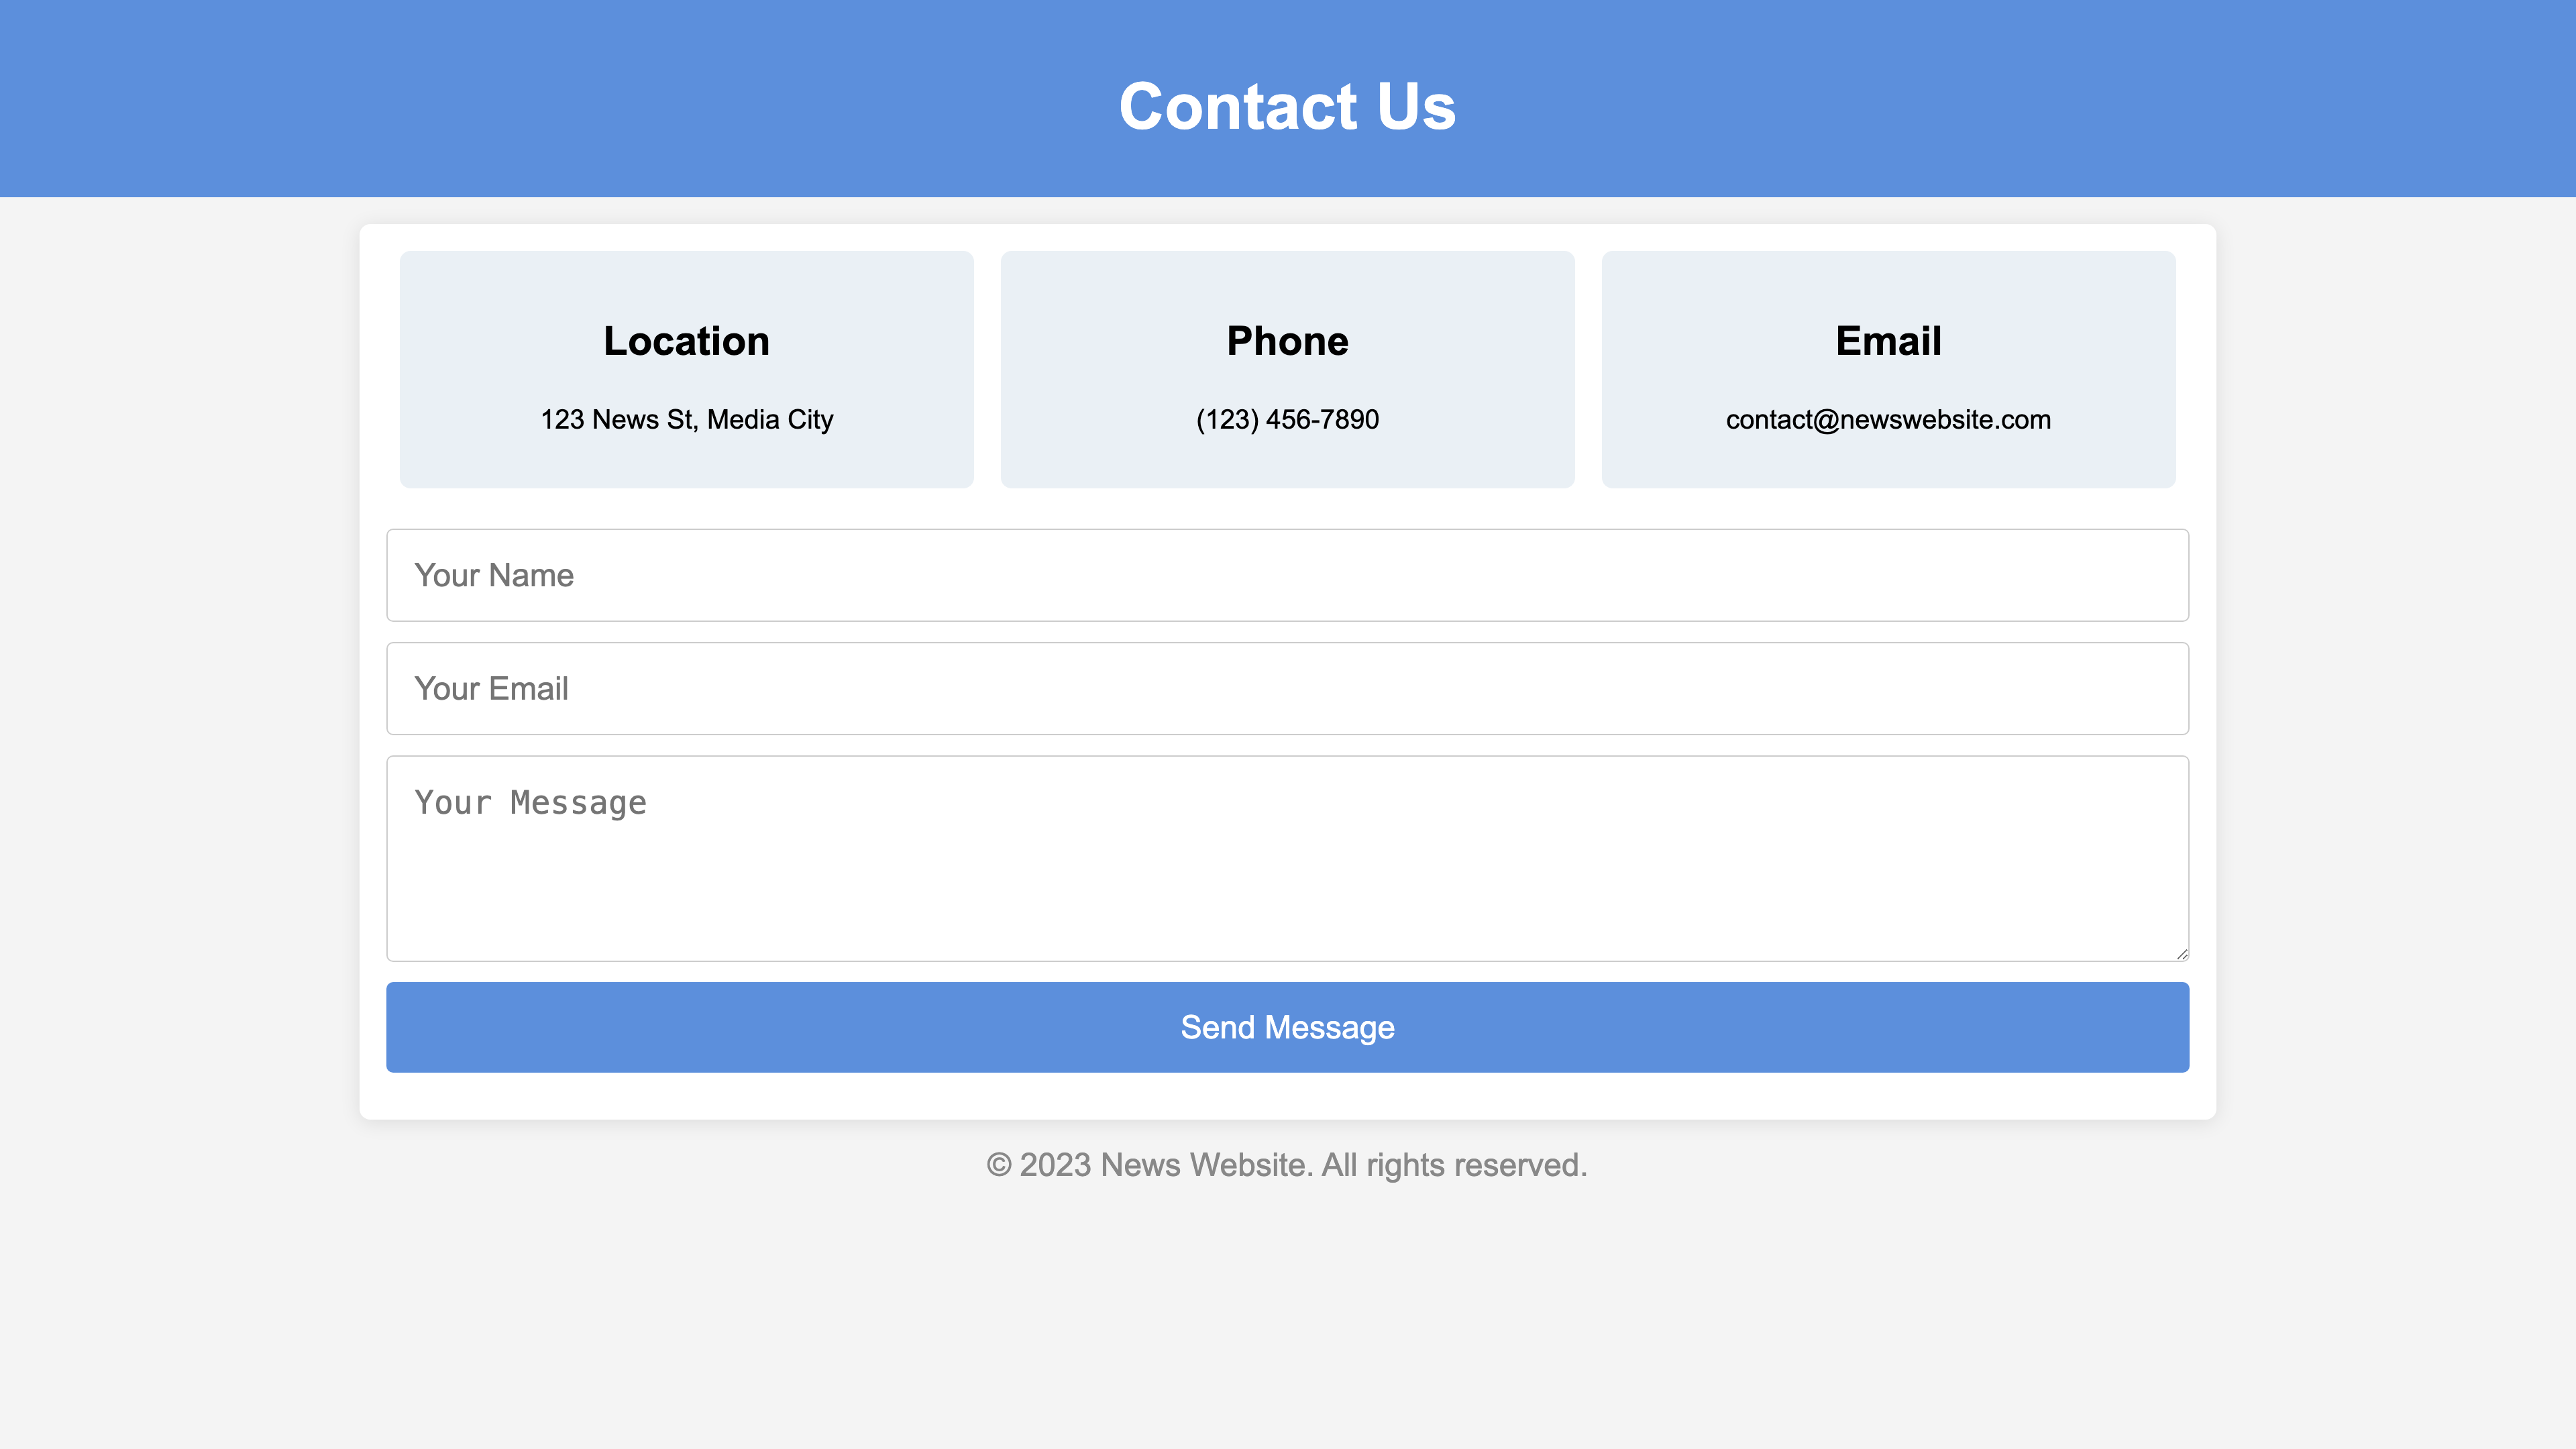 Contact Us
Location
123 News St, Media City
Phone
(123) 456-7890
Email
contact@newswebsite.com
Your Name
Your Email
Your Message
Send Message
© 2023 News Website. All rights reserved.